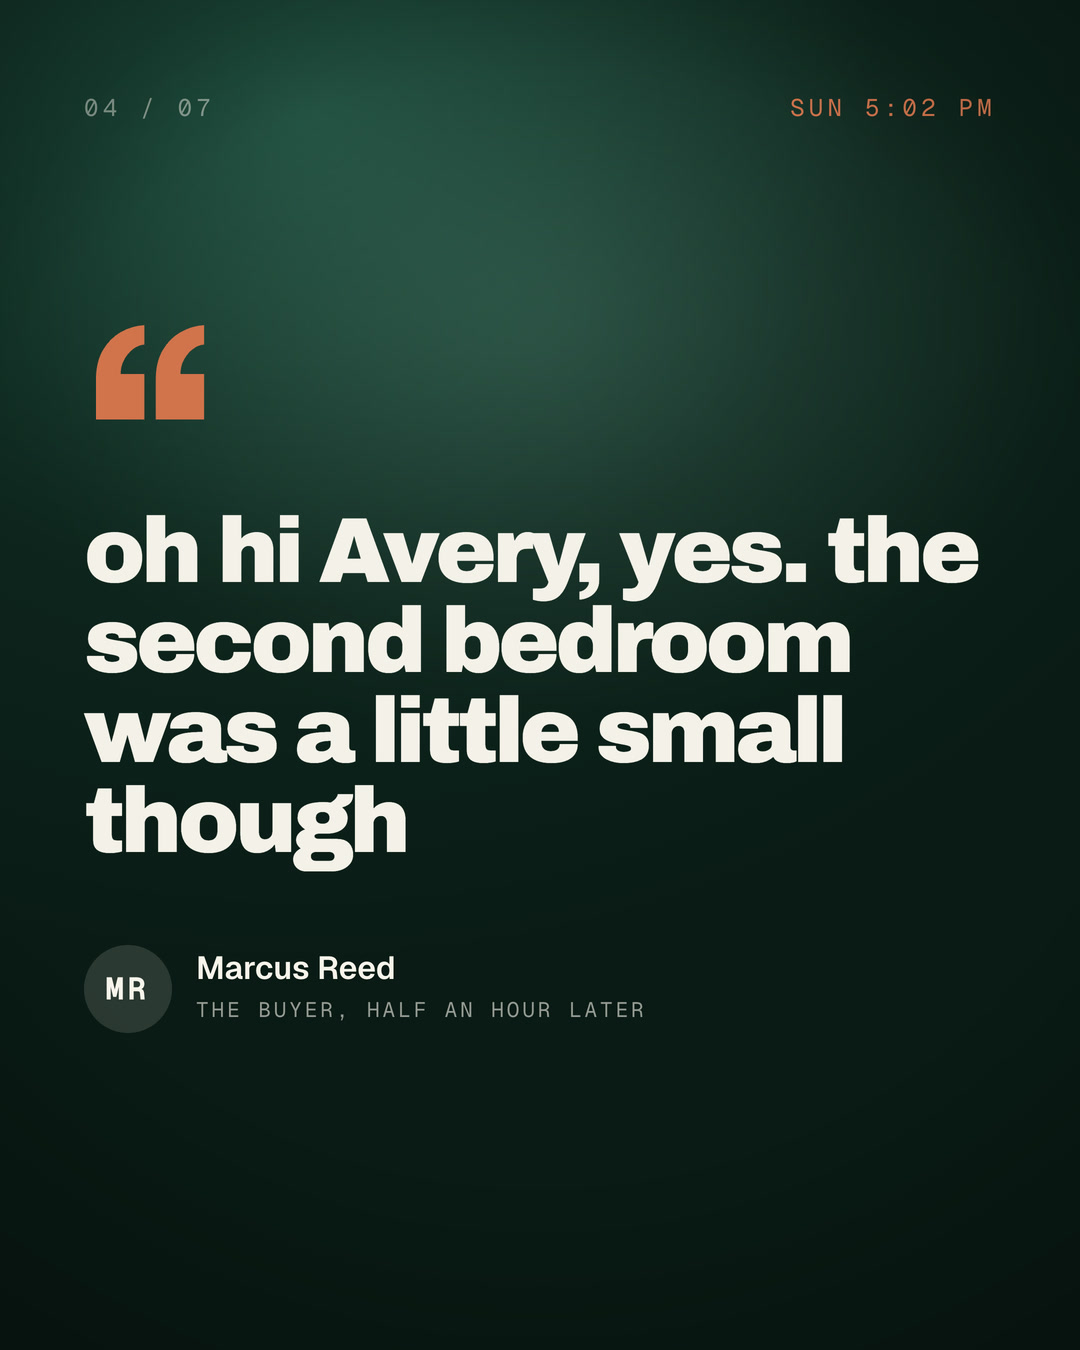 04 / 07
SUN 5:02 PM
“
oh hi Avery, yes. the
second bedroom
was a little small
though
MR
Marcus Reed
THE BUYER, HALF AN HOUR LATER